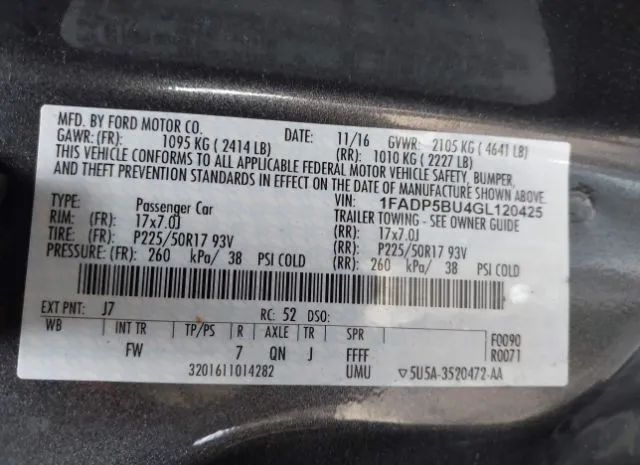 MFD. BY FORD MOTOR CO. DATE: 11/16 GVWR: 2105 KG ( 4641 LB)
GAWR:(FR): 1095 KG ( 2414 LB) (RR): 1010 KG ( 2227 LB)
THIS VEHICLE CONFORMS TO ALL APPLICABLE FEDERAL MOTOR VEHICLE SAFETY, BUMPER,
AND THEFT PREVENTION STANDARDS IN EFFECT ON THE DATE OF MANUFACTURE SHOWN ABOVE.
VIN: 1FADP5BU4GL120425
TYPE: Passenger Car TRAILER TOWING - SEE OWNER GUIDE
RIM: (FR): 17x7.0J (RR): 17x7.0J
TIRE: (FR): P225/50R17 93V (RR): P225/50R17 93V
PRESSURE: (FR): 260 kPa/ 38 PSI COLD (RR): 260 kPa/ 38 PSI COLD
EXT PNT: J7 RC: 52 DSO:
WB INT TR TP/PS R AXLE TR SPR F0090
FW 7 QN J FFFF R0071
3201611014282 UMU ▽5U5A-3520472-AA